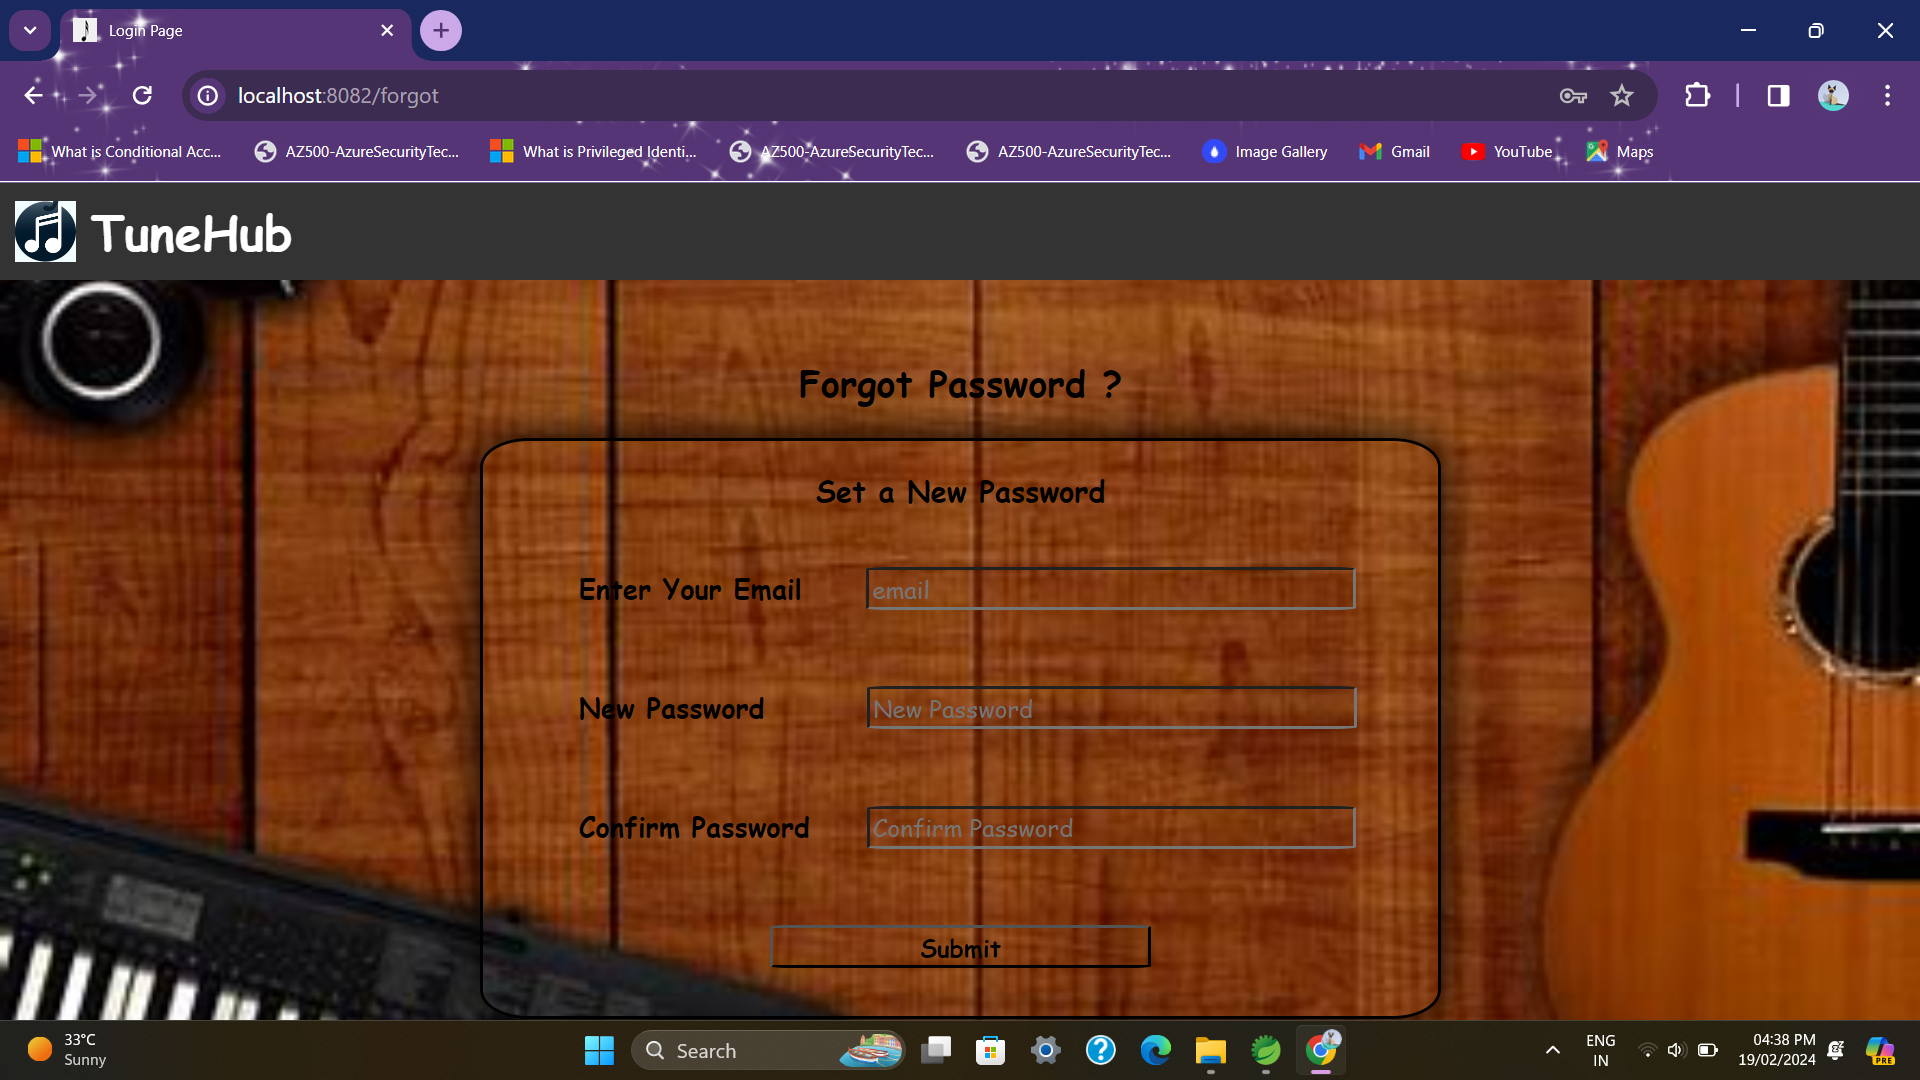 Login Page
localhost:8082/forgot
What is Conditional Acc...
AZ500-AzureSecurityTec...
What is Privileged Identi...
AZ500-AzureSecurityTec...
AZ500-AzureSecurityTec...
Image Gallery
Gmail
YouTube
Maps
TuneHub
Forgot Password ?
Set a New Password
Enter Your Email
email
New Password
New Password
Confirm Password
Confirm Password
Submit
33°C
Sunny
Search
ENG
IN
04:38 PM
19/02/2024
PRE